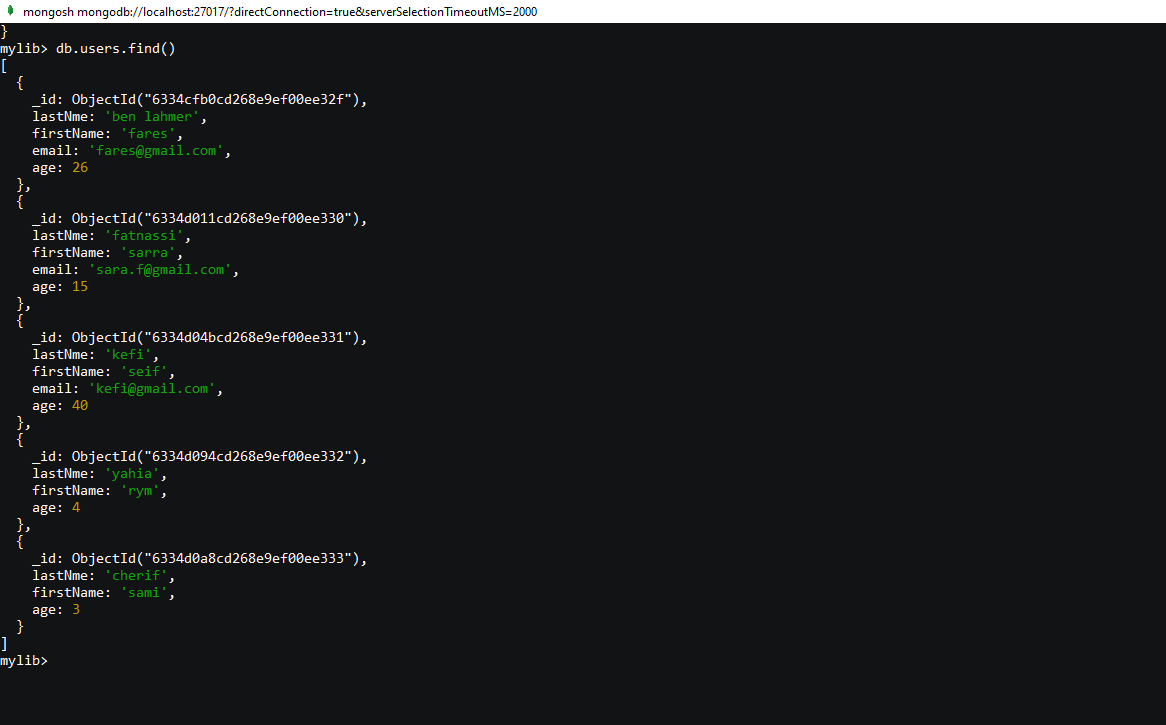 mongosh mongodb://localhost:27017/?directConnection=true&serverSelectionTimeoutMS=2000
}
mylib> db.users.find()
[
  {
    _id: ObjectId("6334cfb0cd268e9ef00ee32f"),
    lastNme: 'ben lahmer',
    firstName: 'fares',
    email: 'fares@gmail.com',
    age: 26
  },
  {
    _id: ObjectId("6334d011cd268e9ef00ee330"),
    lastNme: 'fatnassi',
    firstName: 'sarra',
    email: 'sara.f@gmail.com',
    age: 15
  },
  {
    _id: ObjectId("6334d04bcd268e9ef00ee331"),
    lastNme: 'kefi',
    firstName: 'seif',
    email: 'kefi@gmail.com',
    age: 40
  },
  {
    _id: ObjectId("6334d094cd268e9ef00ee332"),
    lastNme: 'yahia',
    firstName: 'rym',
    age: 4
  },
  {
    _id: ObjectId("6334d0a8cd268e9ef00ee333"),
    lastNme: 'cherif',
    firstName: 'sami',
    age: 3
  }
]
mylib>